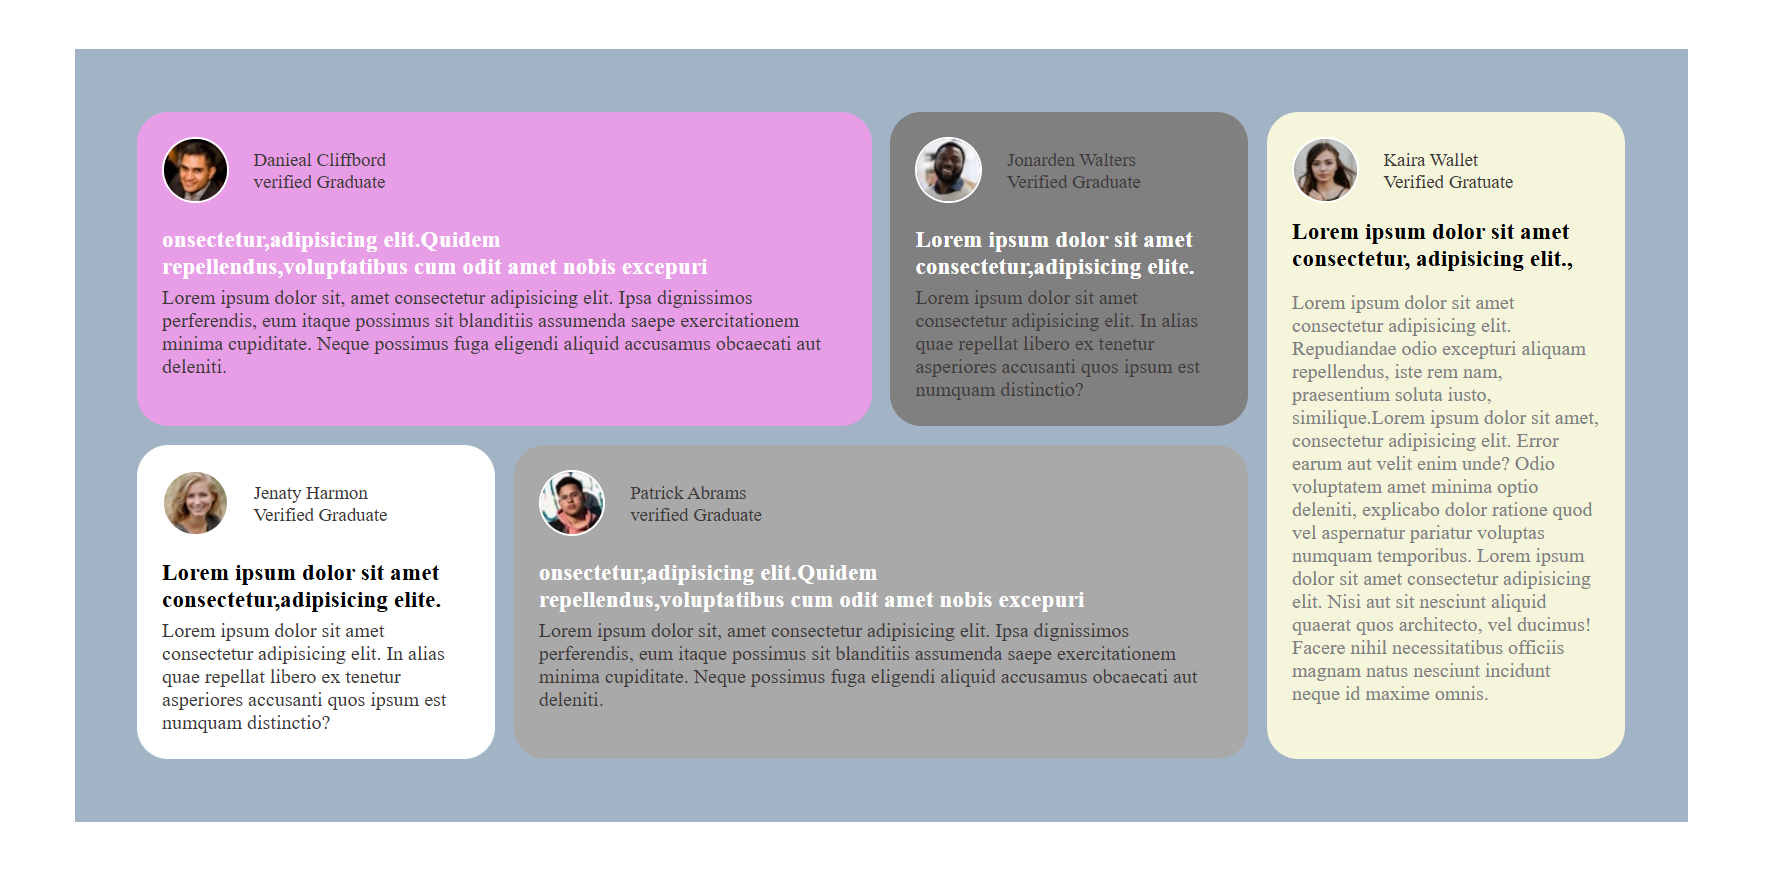 Danieal Cliffbord
verified Graduate
onsectetur,adipisicing elit.Quidem
repellendus,voluptatibus cum odit amet nobis excepuri
Lorem ipsum dolor sit, amet consectetur adipisicing elit. Ipsa dignissimos
perferendis, eum itaque possimus sit blanditiis assumenda saepe exercitationem
minima cupiditate. Neque possimus fuga eligendi aliquid accusamus obcaecati aut
deleniti.
Jonarden Walters
Verified Graduate
Lorem ipsum dolor sit amet
consectetur,adipisicing elite.
Lorem ipsum dolor sit amet
consectetur adipisicing elit. In alias
quae repellat libero ex tenetur
asperiores accusanti quos ipsum est
numquam distinctio?
Kaira Wallet
Verified Gratuate
Lorem ipsum dolor sit amet
consectetur, adipisicing elit.,
Lorem ipsum dolor sit amet
consectetur adipisicing elit.
Repudiandae odio excepturi aliquam
repellendus, iste rem nam,
praesentium soluta iusto,
similique.Lorem ipsum dolor sit amet,
consectetur adipisicing elit. Error
earum aut velit enim unde? Odio
voluptatem amet minima optio
deleniti, explicabo dolor ratione quod
vel aspernatur pariatur voluptas
numquam temporibus. Lorem ipsum
dolor sit amet consectetur adipisicing
elit. Nisi aut sit nesciunt aliquid
quaerat quos architecto, vel ducimus!
Facere nihil necessitatibus officiis
magnam natus nesciunt incidunt
neque id maxime omnis.
Jenaty Harmon
Verified Graduate
Lorem ipsum dolor sit amet
consectetur,adipisicing elite.
Lorem ipsum dolor sit amet
consectetur adipisicing elit. In alias
quae repellat libero ex tenetur
asperiores accusanti quos ipsum est
numquam distinctio?
Patrick Abrams
verified Graduate
onsectetur,adipisicing elit.Quidem
repellendus,voluptatibus cum odit amet nobis excepuri
Lorem ipsum dolor sit, amet consectetur adipisicing elit. Ipsa dignissimos
perferendis, eum itaque possimus sit blanditiis assumenda saepe exercitationem
minima cupiditate. Neque possimus fuga eligendi aliquid accusamus obcaecati aut
deleniti.